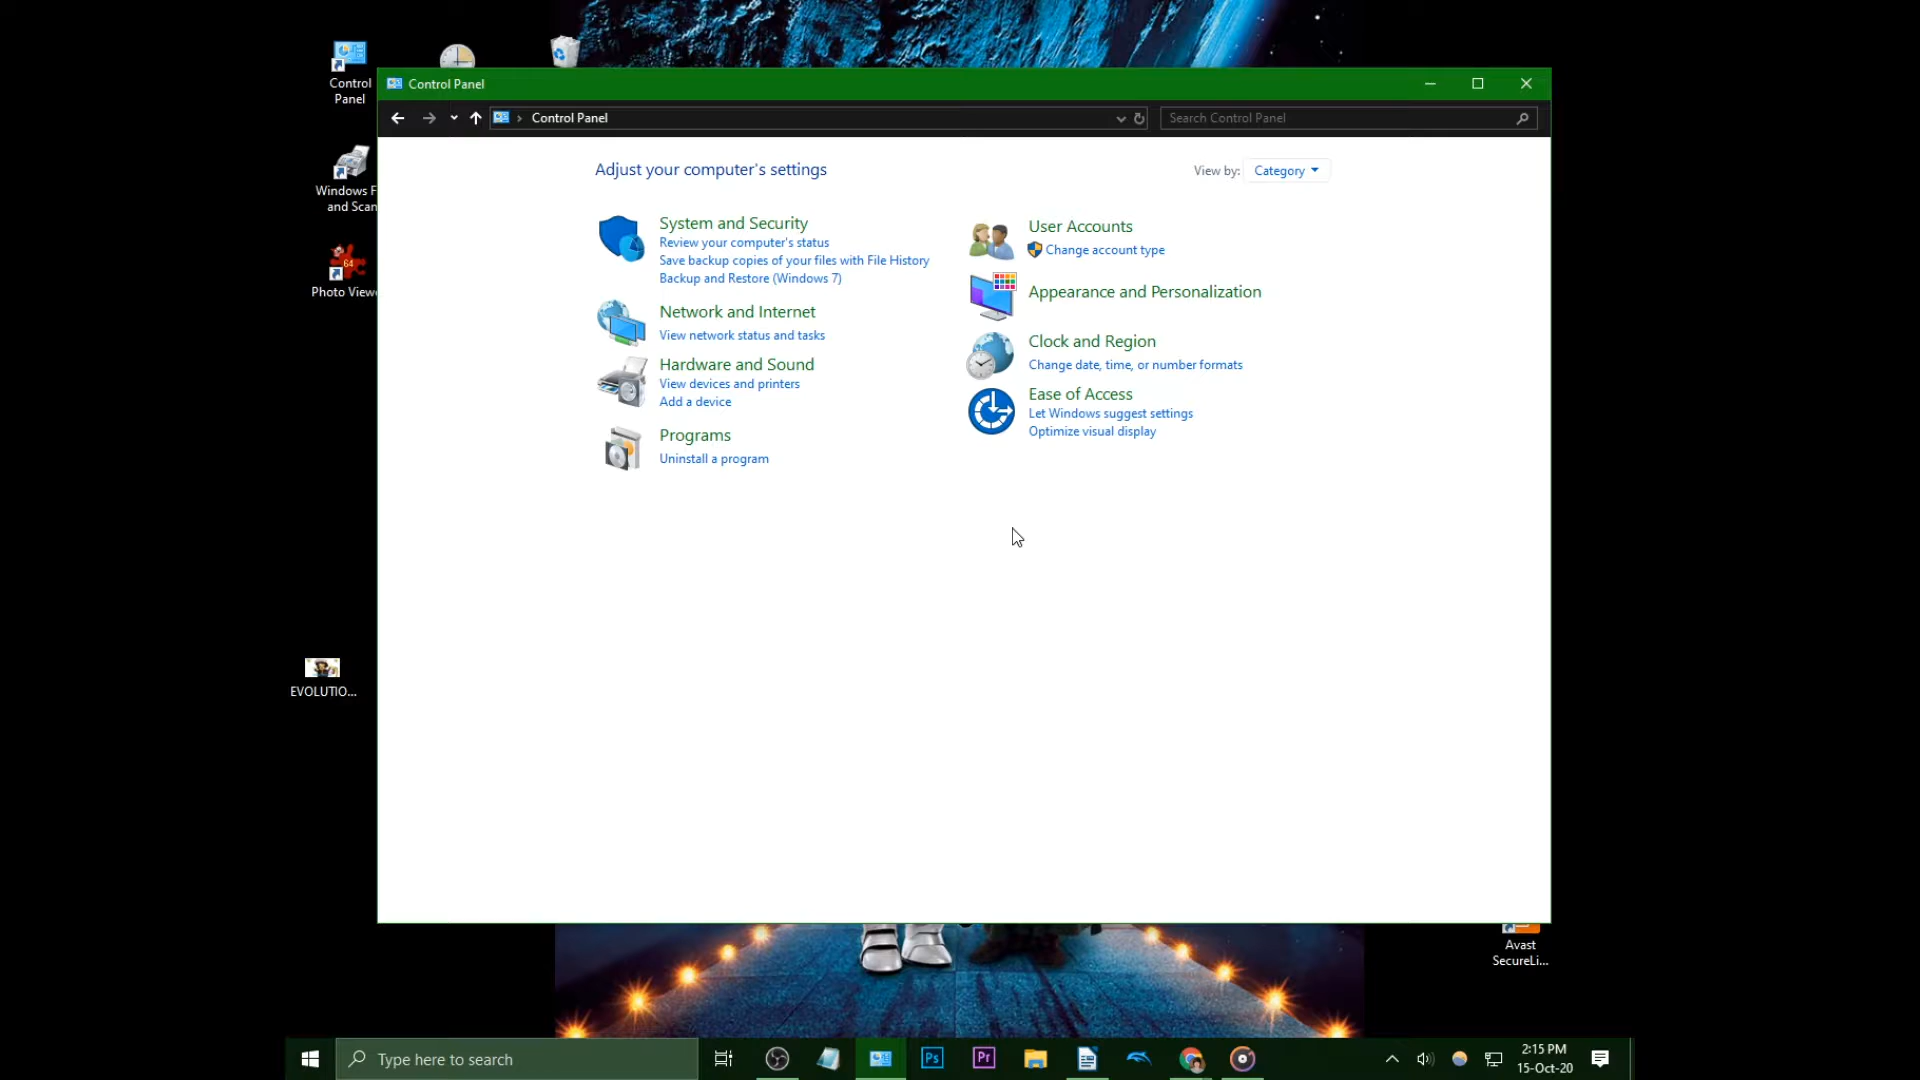 Control
Panel
Windows F
and Scan
64
Photo View
EVOLUTIO...
Control Panel
Control Panel
Search Control Panel
Adjust your computer's settings
View by: Category
System and Security
Review your computer's status
Save backup copies of your files with File History
Backup and Restore (Windows 7)
Network and Internet
View network status and tasks
Hardware and Sound
View devices and printers
Add a device
Programs
Uninstall a program
User Accounts
Change account type
Appearance and Personalization
Clock and Region
Change date, time, or number formats
Ease of Access
Let Windows suggest settings
Optimize visual display
Avast
SecureLi...
Type here to search
Ps
Pr
2:15 PM
15-Oct-20